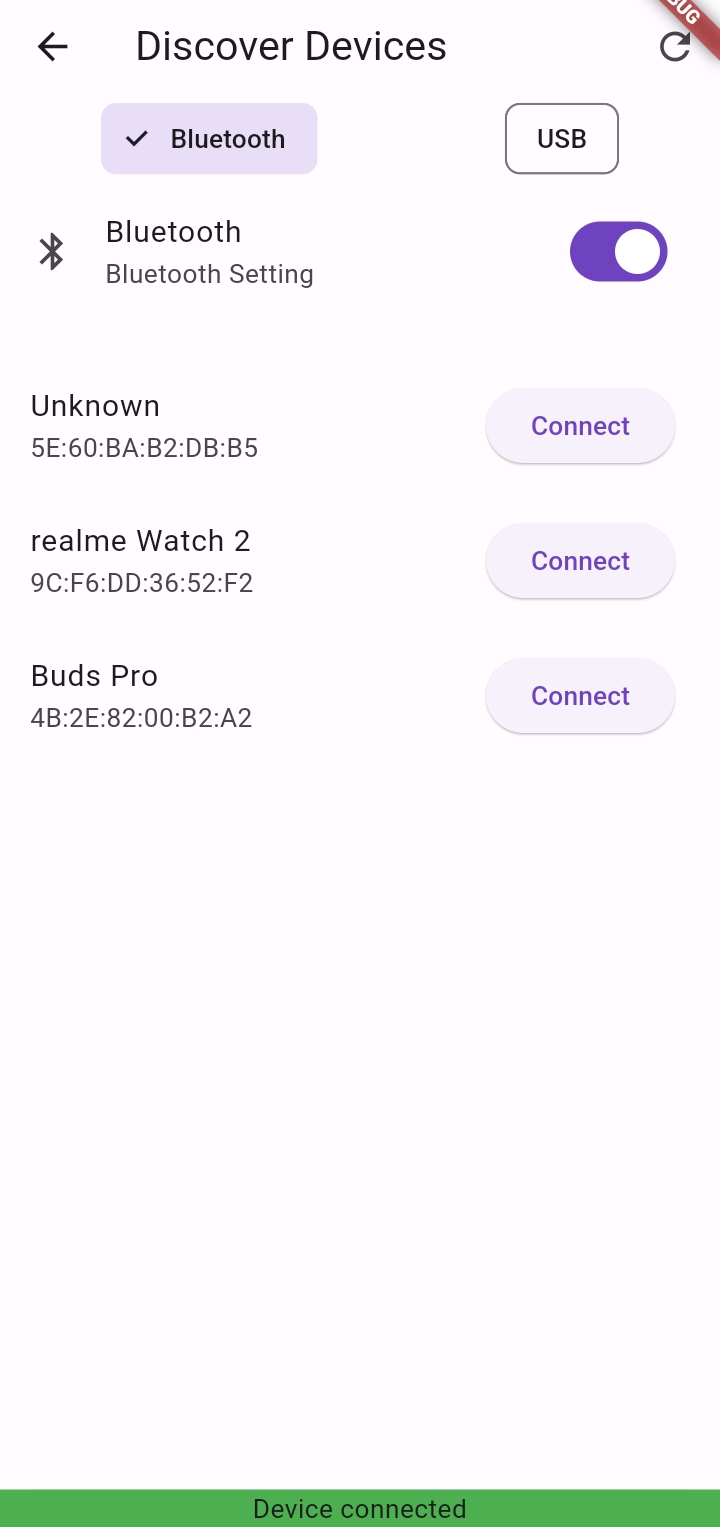 Discover Devices
Bluetooth
USB
Bluetooth
Bluetooth Setting
Unknown
5E:60:BA:B2:DB:B5
Connect
realme Watch 2
9C:F6:DD:36:52:F2
Connect
Buds Pro
4B:2E:82:00:B2:A2
Connect
Device connected